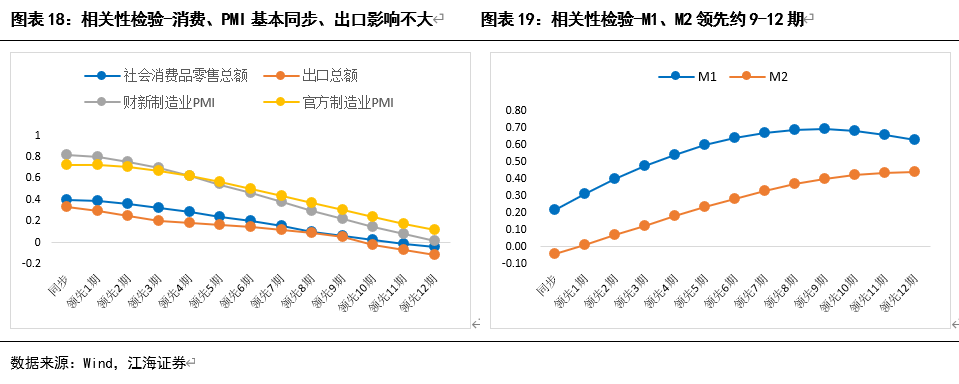 图表 18：相关性检验-消费、PMI 基本同步、出口影响不大
图表 19：相关性检验-M1、M2 领先约 9-12 期
社会消费品零售总额
出口总额
财新制造业PMI
官方制造业PMI
1
0.8
0.6
0.4
0.2
0
-0.2
同步
领先1期
领先2期
领先3期
领先4期
领先5期
领先6期
领先7期
领先8期
领先9期
领先10期
领先11期
领先12期
M1
M2
0.80
0.70
0.60
0.50
0.40
0.30
0.20
0.10
0.00
-0.10
同步
领先1期
领先2期
领先3期
领先4期
领先5期
领先6期
领先7期
领先8期
领先9期
领先10期
领先11期
领先12期
数据来源：Wind，江海证券